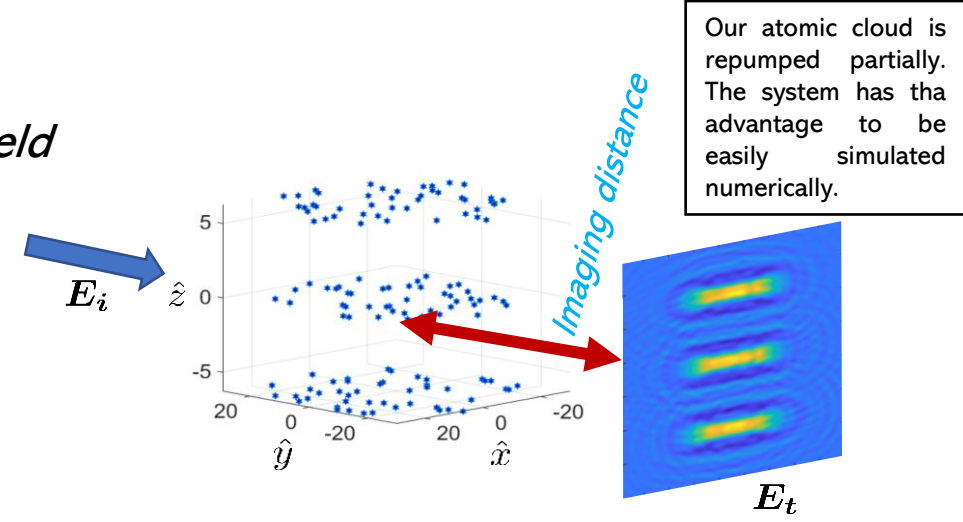 Our atomic cloud is
repumped partially.
The system has tha
advantage to be
easily simulated
numerically.
eld
Imaging distance
E_i
ẑ
5
0
-5
20
0
-20
ŷ
20
0
-20
x̂
E_t